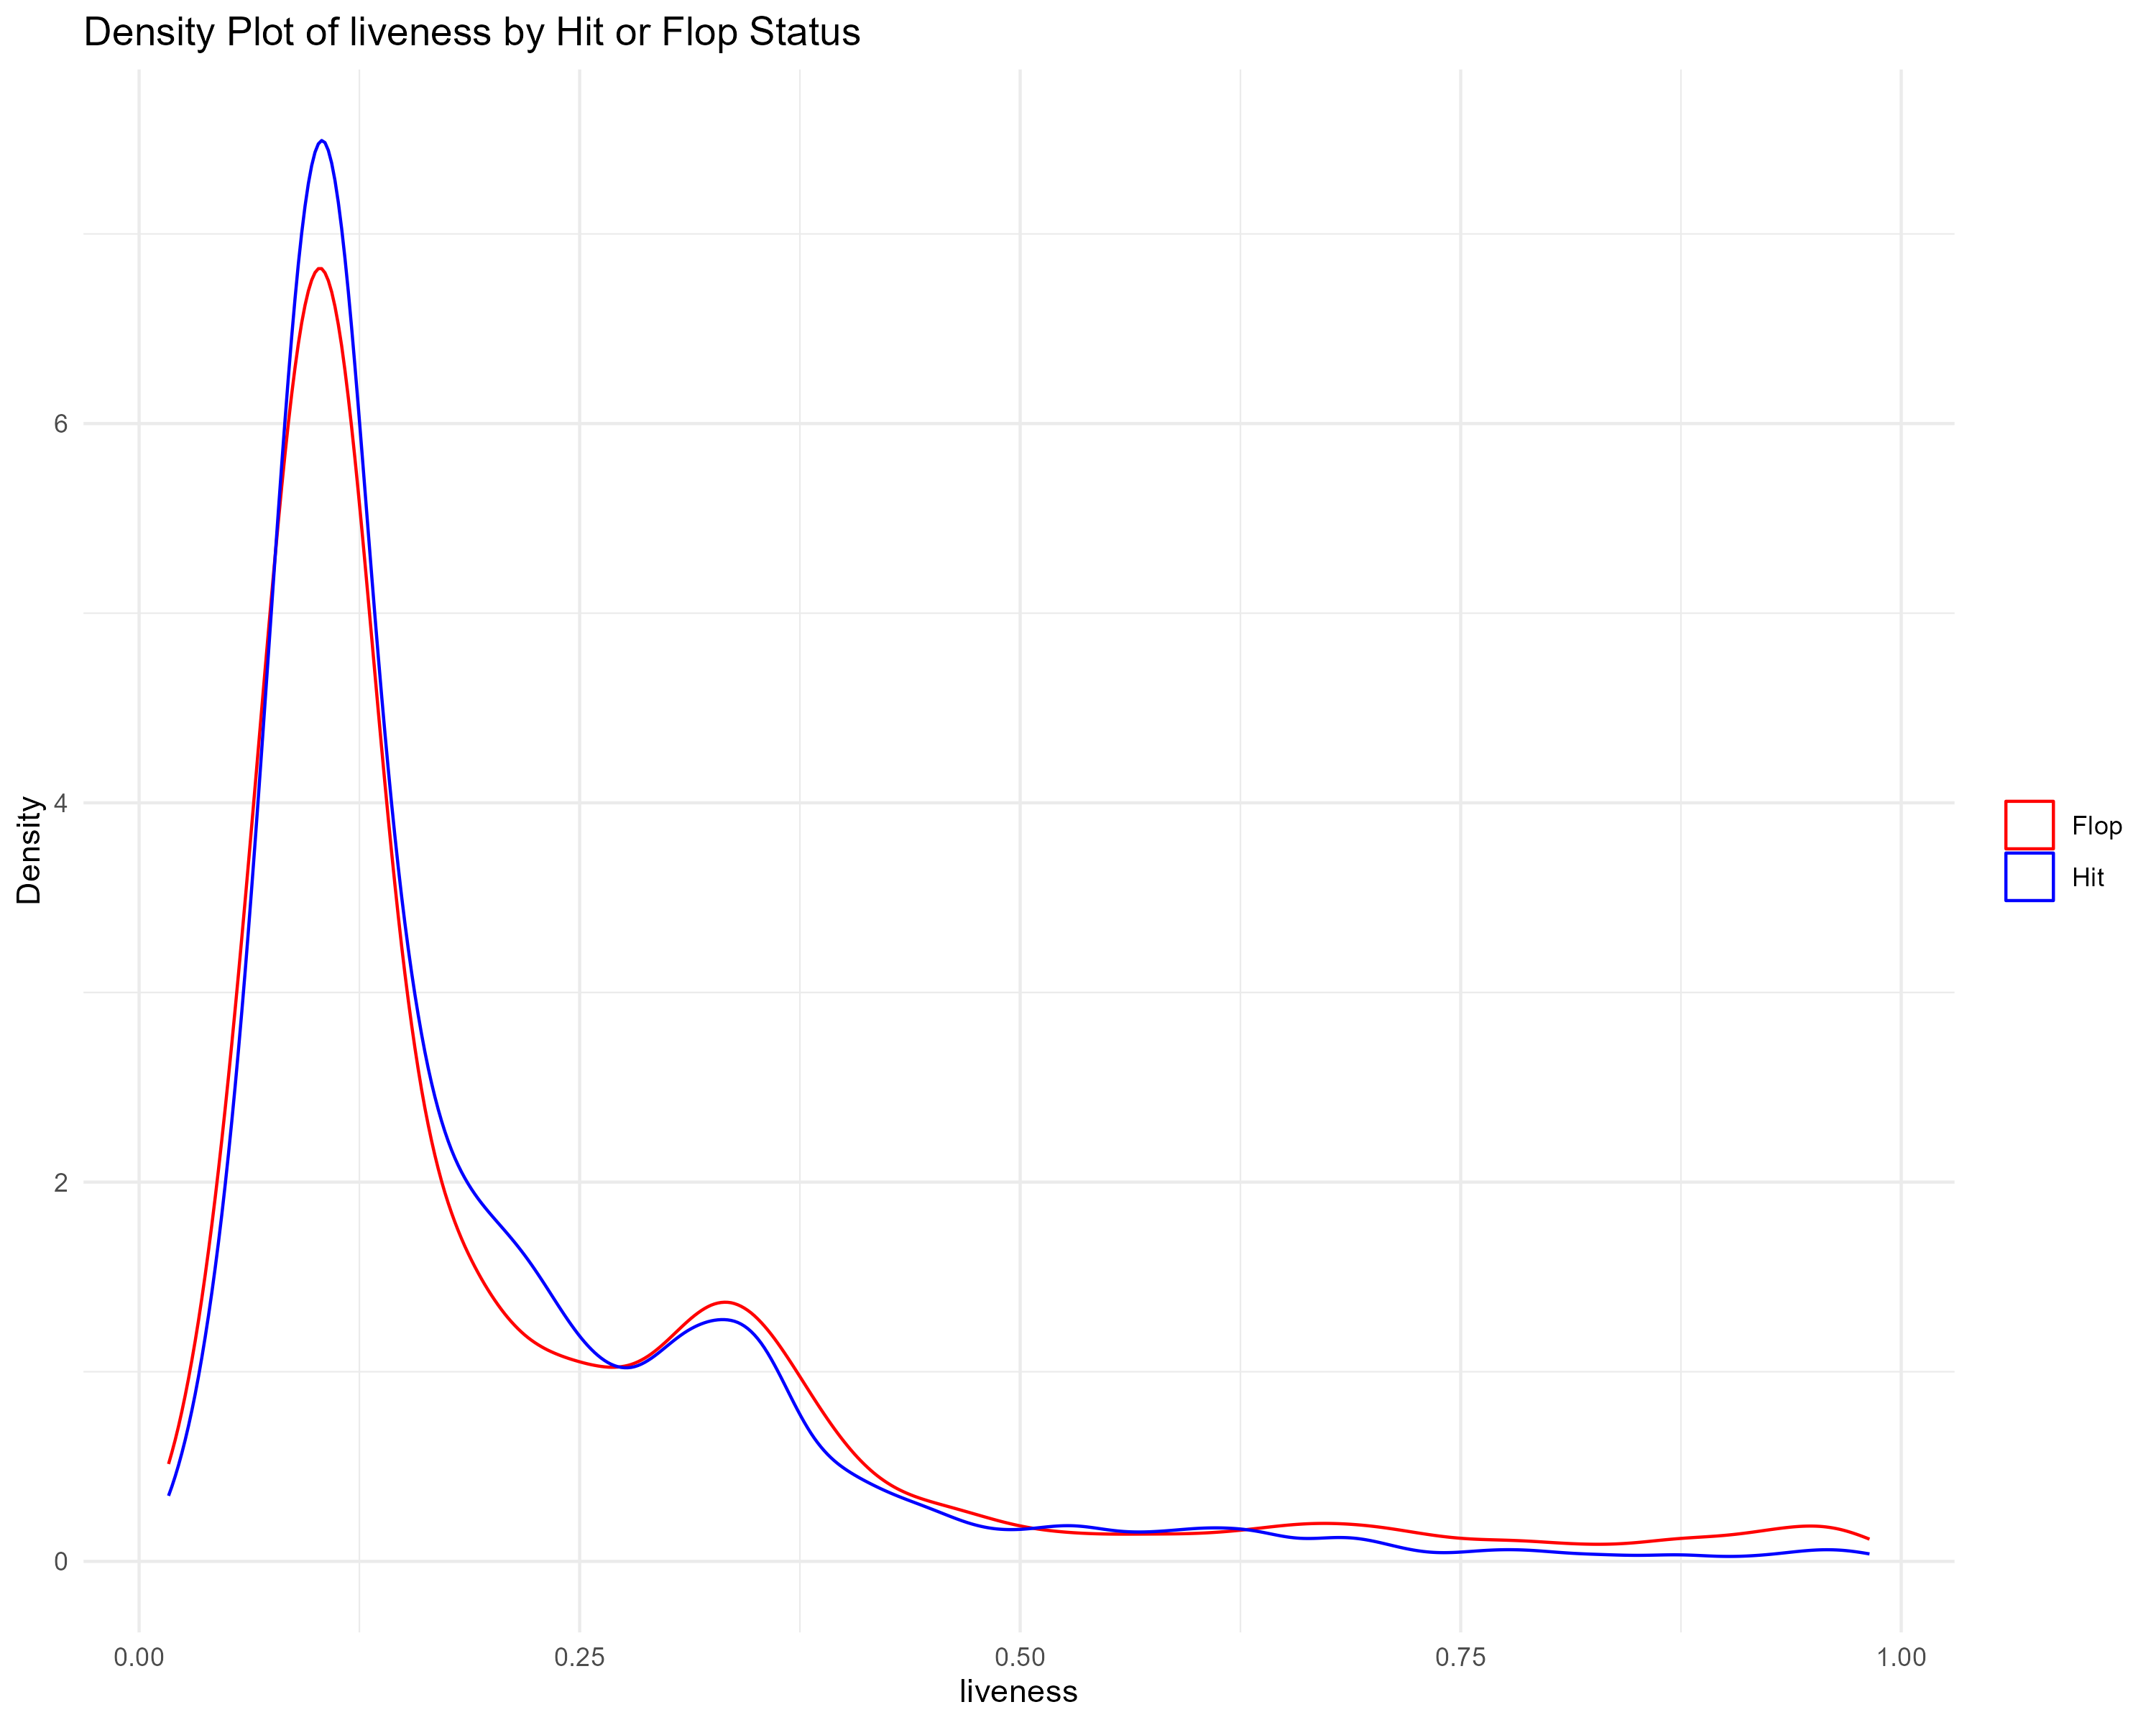 Density Plot of liveness by Hit or Flop Status
Density
6
4
2
0
0.00 0.25 0.50 0.75 1.00
liveness
Flop
Hit